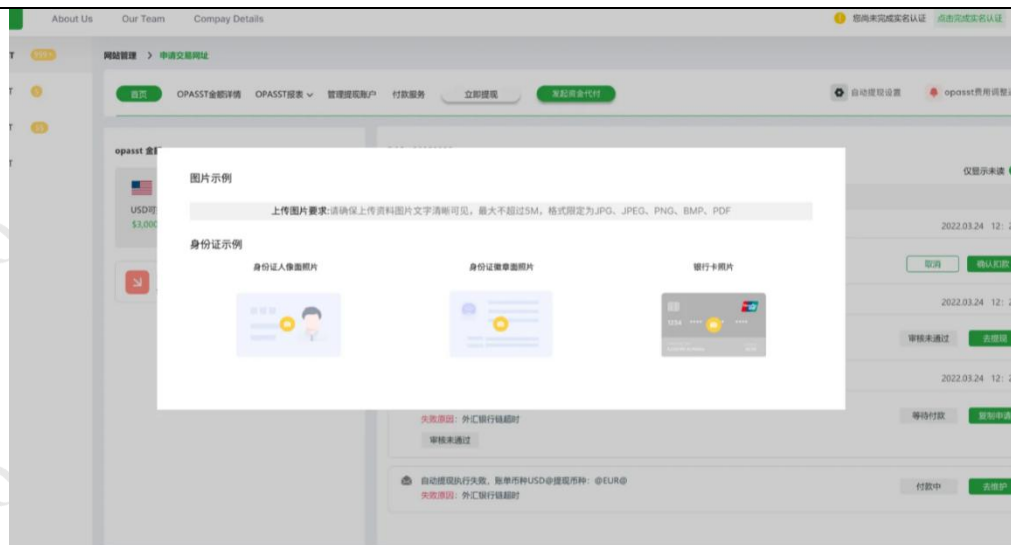 About Us Our Team Compay Details 您尚未完成实名认证 点击完成实名认证
网站管理 > 申请交易网址
首页 OPASST金额详情 OPASST报表 管理提现账户 付款服务 立即提现 发起资金代付 自动提现设置 opasst费用调整
opasst 金
仅显示未读
图片示例
USD可
$3,000
上传图片要求:请确保上传资料图片文字清晰可见，最大不超过5M，格式限定为JPG、JPEG、PNG、BMP、PDF
2022.03.24 12:
身份证示例
身份证人像面照片 身份证徽章面照片 银行卡照片
取消 确认扣款
2022.03.24 12:
1234
审核未通过 去提现
2022.03.24 12:
失败原因: 外汇银行链超时
等待付款 复制申请
审核未通过
自动提现执行失败，账单币种USD@提现币种: @EUR@
失败原因: 外汇银行链超时
付款中 去维护